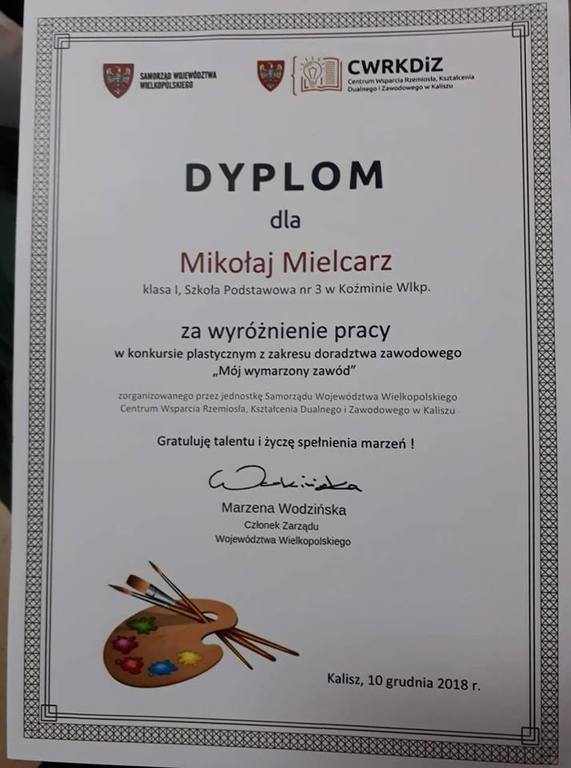 SAMORZĄD WOJEWÓDZTWA
WIELKOPOLSKIEGO
CWRKDiZ
Centrum Wsparcia Rzemiosła, Kształcenia
Dualnego i Zawodowego w Kaliszu
DYPLOM
dla
Mikołaj Mielcarz
klasa I, Szkoła Podstawowa nr 3 w Koźminie Wlkp.
za wyróżnienie pracy
w konkursie plastycznym z zakresu doradztwa zawodowego
„Mój wymarzony zawód”
zorganizowanego przez jednostkę Samorządu Województwa Wielkopolskiego
Centrum Wsparcia Rzemiosła, Kształcenia Dualnego i Zawodowego w Kaliszu
Gratuluję talentu i życzę spełnienia marzeń !
Wodzińska
Marzena Wodzińska
Członek Zarządu
Województwa Wielkopolskiego
Kalisz, 10 grudnia 2018 r.